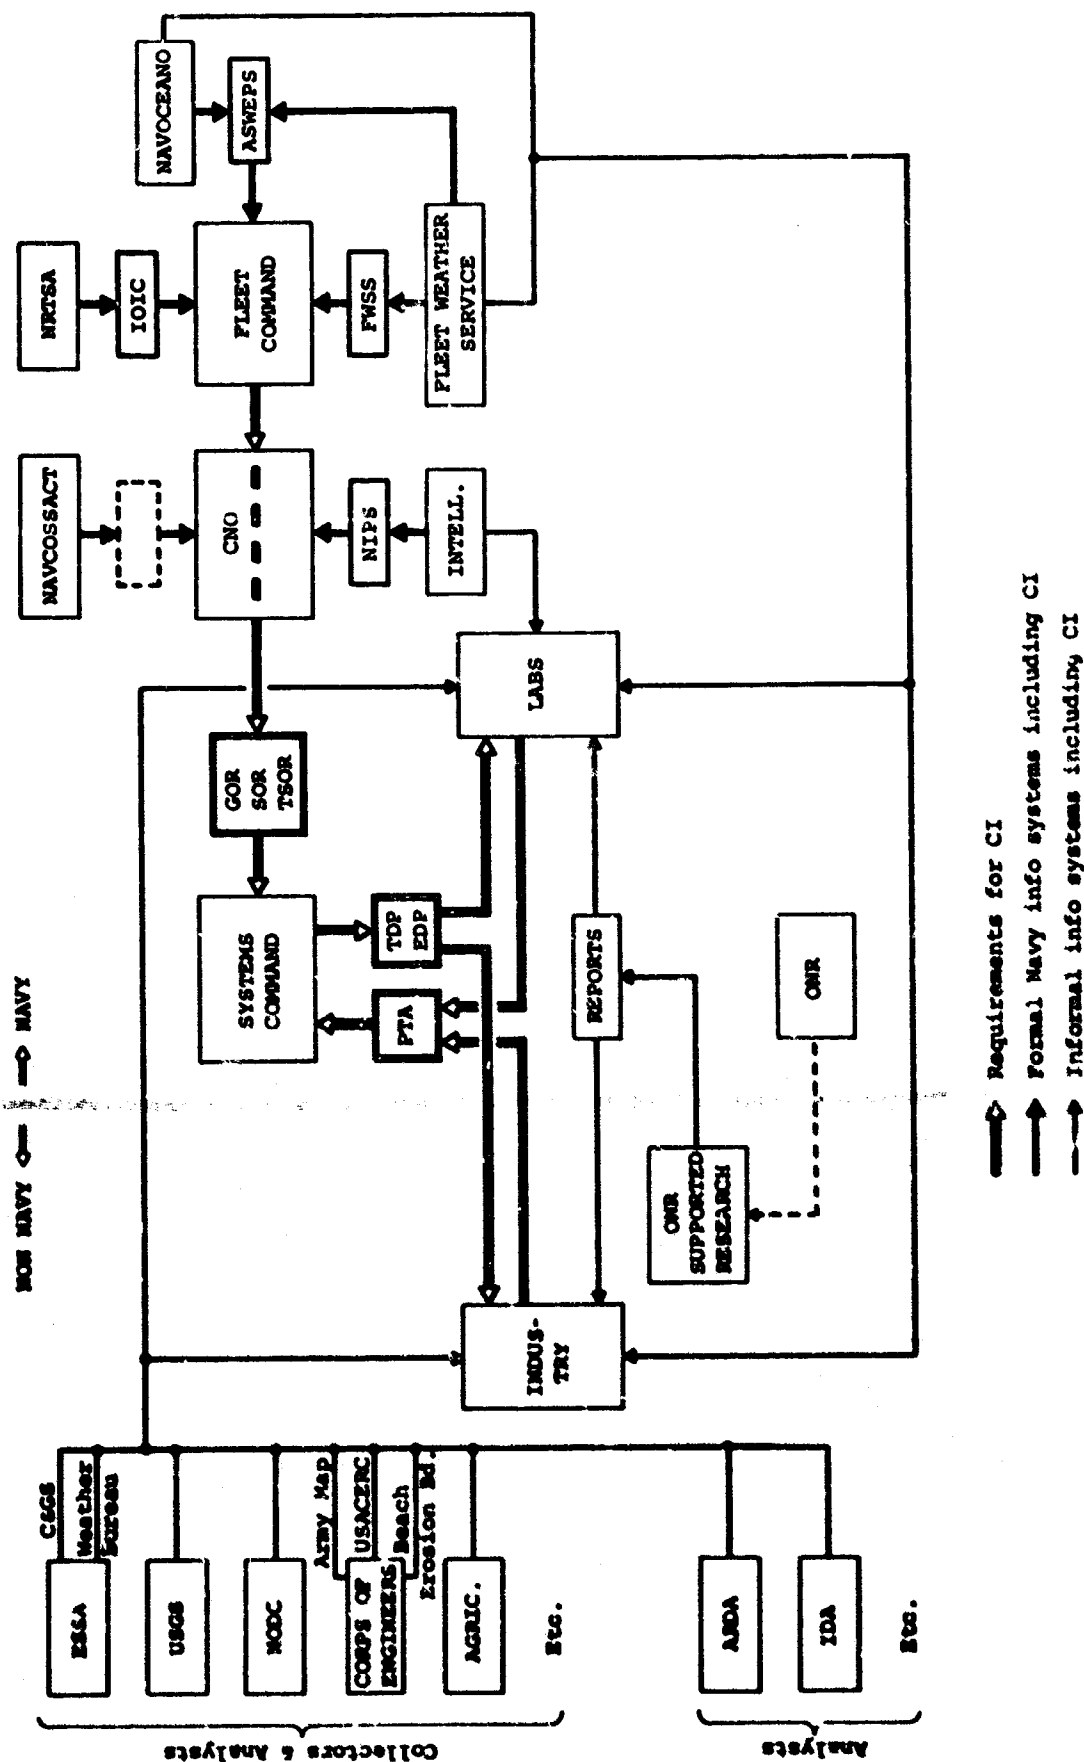 NON NAVY
NAVY
Collectors & Analysts
ESSA
C&GS
Weather
Bureau
USGS
NODC
CORPS OF
ENGINEERS
Army Map
USACERC
Beach
Erosion Bd.
AGRIC.
Etc.
Analysts
IDA
Etc.
INDUS-
TRY
ONR
SUPPORTED
RESEARCH
ONR
REPORTS
SYSTEMS
COMMAND
PTA
TDP
EDP
GOR
SOR
TSOR
LABS
NAVCOSSACT
CNO
NIPS
INTELL.
NRTSA
IOIC
FLEET
COMMAND
FWSS
FLEET WEATHER
SERVICE
NAVOCEANO
ASWEPS
Requirements for CI
Formal Navy info systems including CI
Informal info systems including CI